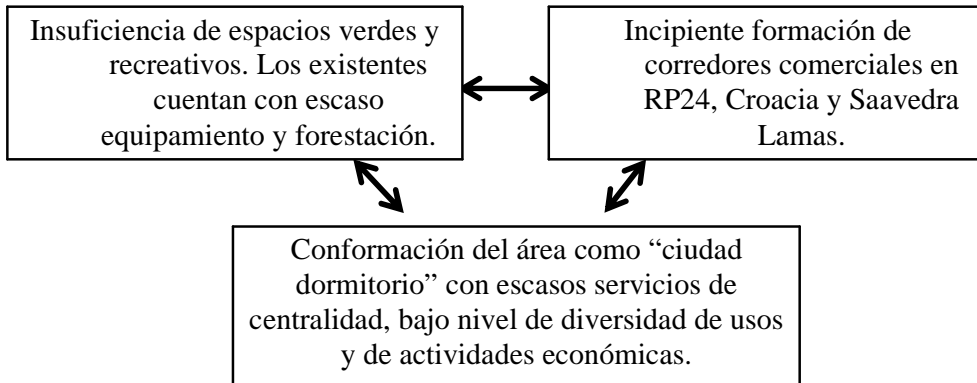 Insuficiencia de espacios verdes y
recreativos. Los existentes
cuentan con escaso
equipamiento y forestación.
Incipiente formación de
corredores comerciales en
RP24, Croacia y Saavedra
Lamas.
Conformación del área como “ciudad
dormitorio” con escasos servicios de
centralidad, bajo nivel de diversidad de usos
y de actividades económicas.